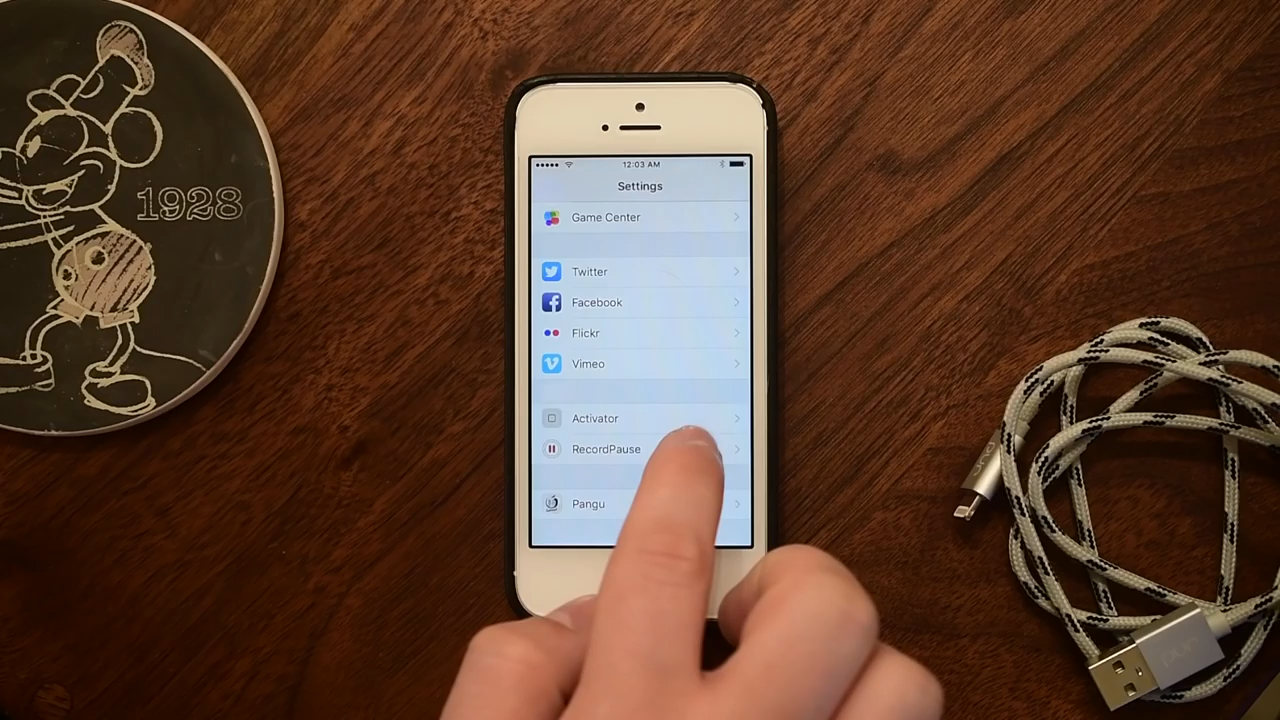 1928
12:03 AM
Settings
Game Center
Twitter
Facebook
Flickr
Vimeo
Activator
RecordPause
Pangu